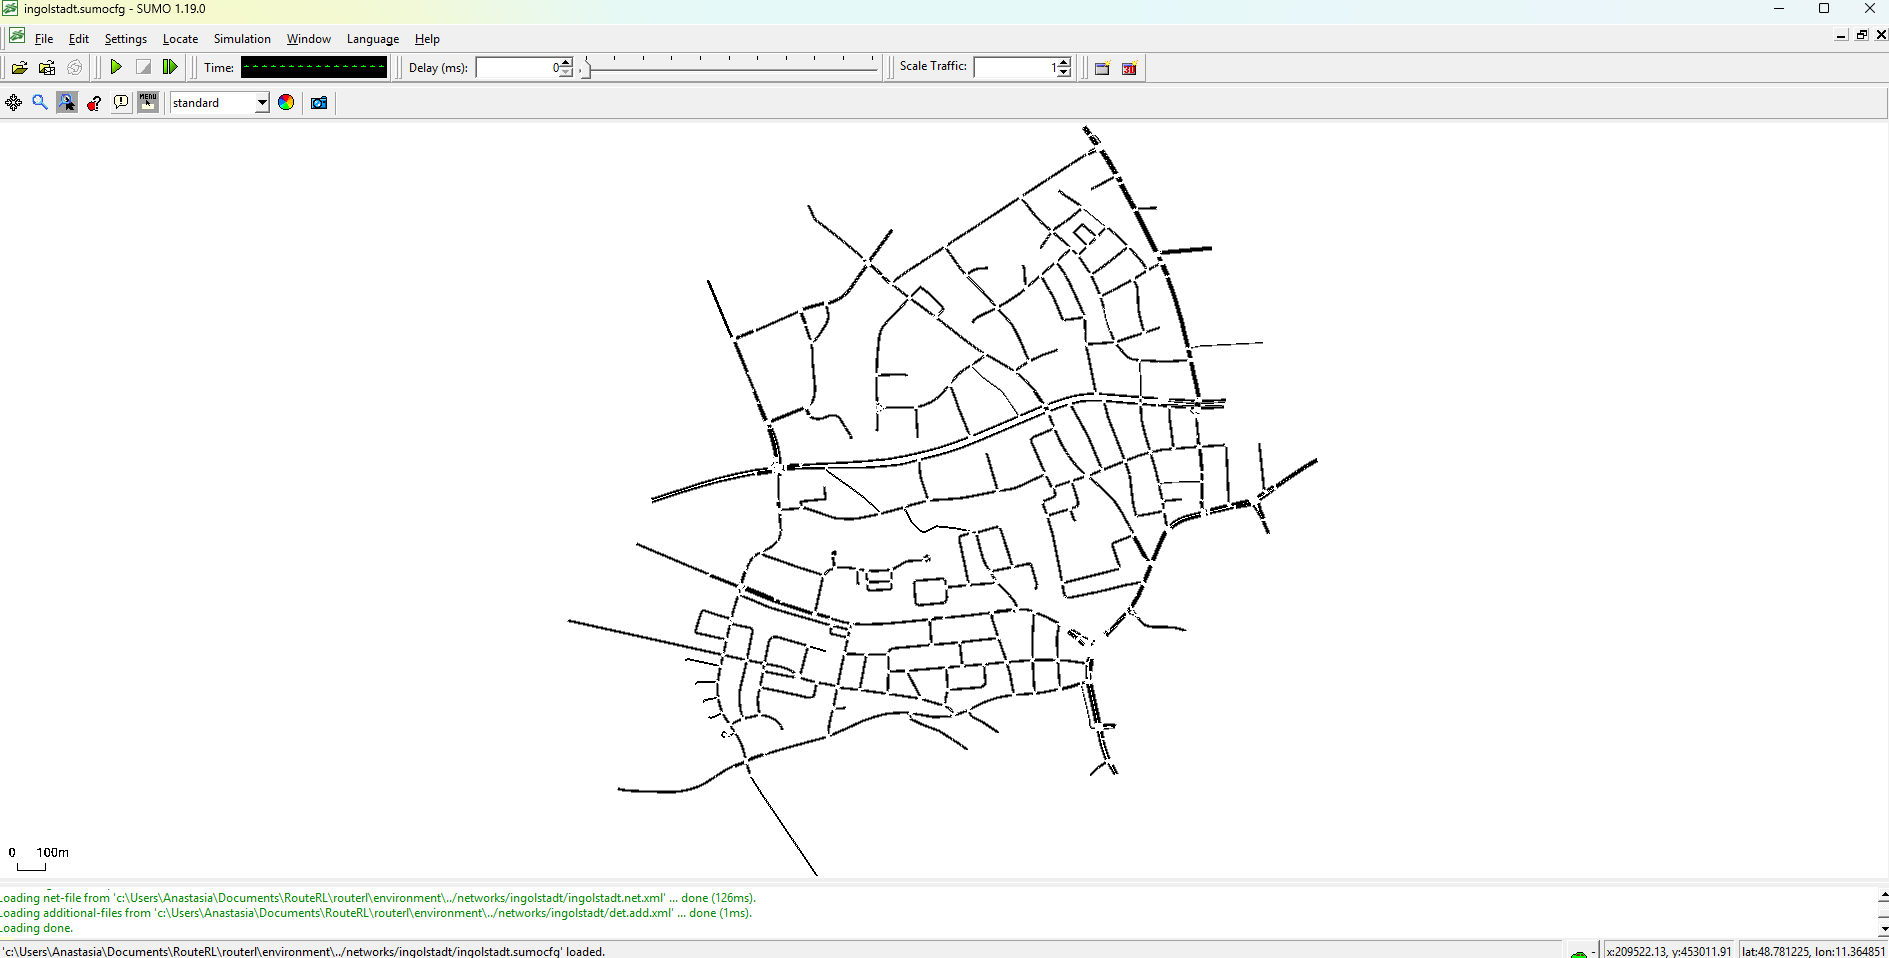 ingolstadt.sumocfg - SUMO 1.19.0
File Edit Settings Locate Simulation Window Language Help
Time: Delay (ms): 0 Scale Traffic: 1
MENU standard
0 100m
Loading net-file from 'c:\Users\Anastasia\Documents\RouteRL\routerl\environment\../networks/ingolstadt/ingolstadt.net.xml' ... done (126ms).
Loading additional-files from 'c:\Users\Anastasia\Documents\RouteRL\routerl\environment\../networks/ingolstadt/det.add.xml' ... done (1ms).
Loading done.
'c:\Users\Anastasia\Documents\RouteRL\routerl\environment\../networks/ingolstadt/ingolstadt.sumocfg' loaded. - x:209522.13, y:453011.91 lat:48.781225, lon:11.364851